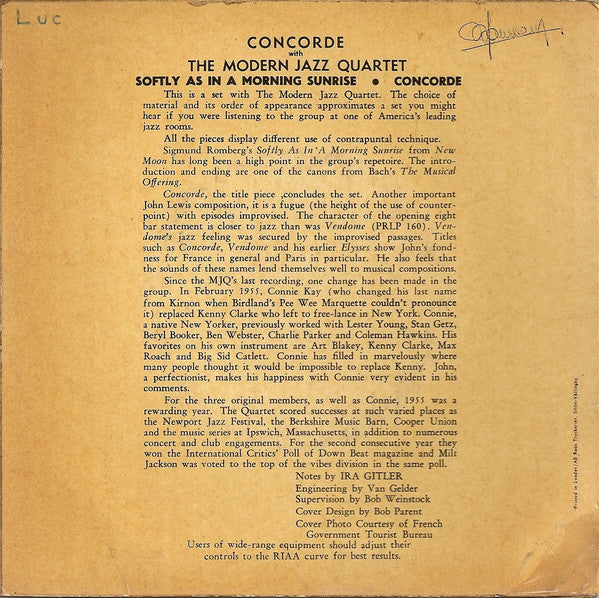 Luc
CONCORDE
with
THE MODERN JAZZ QUARTET
SOFTLY AS IN A MORNING SUNRISE ● CONCORDE
This is a set with The Modern Jazz Quartet. The choice of
material and its order of appearance approximates a set you might
hear if you were listening to the group at one of America's leading
jazz rooms.
All the pieces display different use of contrapuntal technique.
Sigmund Romberg's Softly As In A Morning Sunrise from New
Moon has long been a high point in the group's repetoire. The intro-
duction and ending are one of the canons from Bach's The Musical
Offering.
Concorde, the title piece ,concludes the set. Another important
John Lewis composition, it is a fugue (the height of the use of counter-
point) with episodes improvised. The character of the opening eight
bar statement is closer to jazz than was Vendome (PRLP 160). Ven-
dome's jazz feeling was secured by the improvised passages. Titles
such as Concorde, Vendome and his earlier Elysses show John's fond-
ness for France in general and Paris in particular. He also feels that
the sounds of these names lend themselves well to musical compositions.
Since the MJQ's last recording, one change has been made in the
group. In February 1955, Connie Kay (who changed his last name
from Kirnon when Birdland's Pee Wee Marquette couldn't pronounce
it) replaced Kenny Clarke who left to free-lance in New York. Connie,
a native New Yorker, previously worked with Lester Young, Stan Getz,
Beryl Booker, Ben Webster, Charlie Parker and Coleman Hawkins. His
favorites on his own instrument are Art Blakey, Kenny Clarke, Max
Roach and Big Sid Catlett. Connie has filled in marvelously where
many people thought it would be impossible to replace Kenny. John,
a perfectionist, makes his happiness with Connie very evident in his
comments.
For the three original members, as well as Connie, 1955 was a
rewarding year. The Quartet scored successes at such varied places as
the Newport Jazz Festival, the Berkshire Music Barn, Cooper Union
and the music series at Ipswich, Massachusetts, in addition to numerous
concert and club engagements. For the second consecutive year they
won the International Critics' Poll of Down Beat magazine and Milt
Jackson was voted to the top of the vibes division in the same poll.
Notes by IRA GITLER
Engineering by Van Gelder
Supervision by Bob Weinstock
Cover Design by Bob Parent
Cover Photo Courtesy of French
Government Tourist Bureau
Users of wide-range equipment should adjust their
controls to the RIAA curve for best results.
Printed in Sweden/AB Rosa Tryckeriet, Sthlm-Vällingby